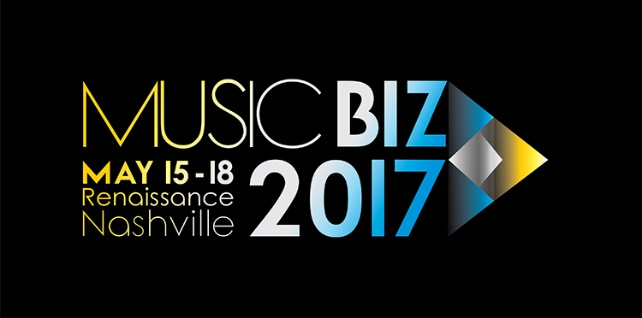 MUSIC BIZ
MAY 15-18
Renaissance
Nashville
2017